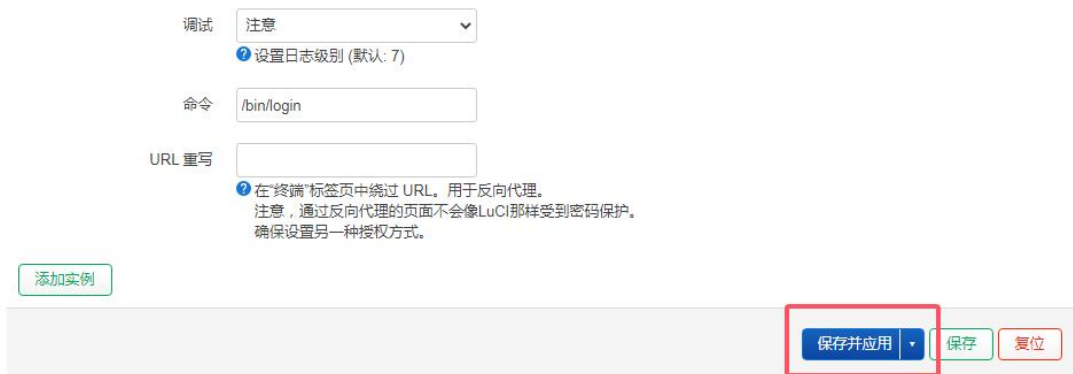 调试 注意
设置日志级别 (默认: 7)
命令 /bin/login
URL 重写
在“终端”标签页中绕过 URL。用于反向代理。
注意，通过反向代理的页面不会像LuCI那样受到密码保护。
确保设置另一种授权方式。
添加实例
保存并应用 保存 复位